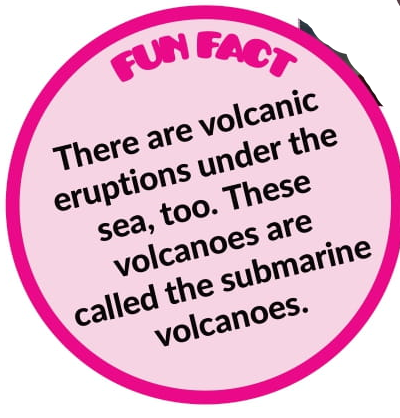 FUN FACT
There are volcanic
eruptions under the
sea, too. These
volcanoes are
called the submarine
volcanoes.